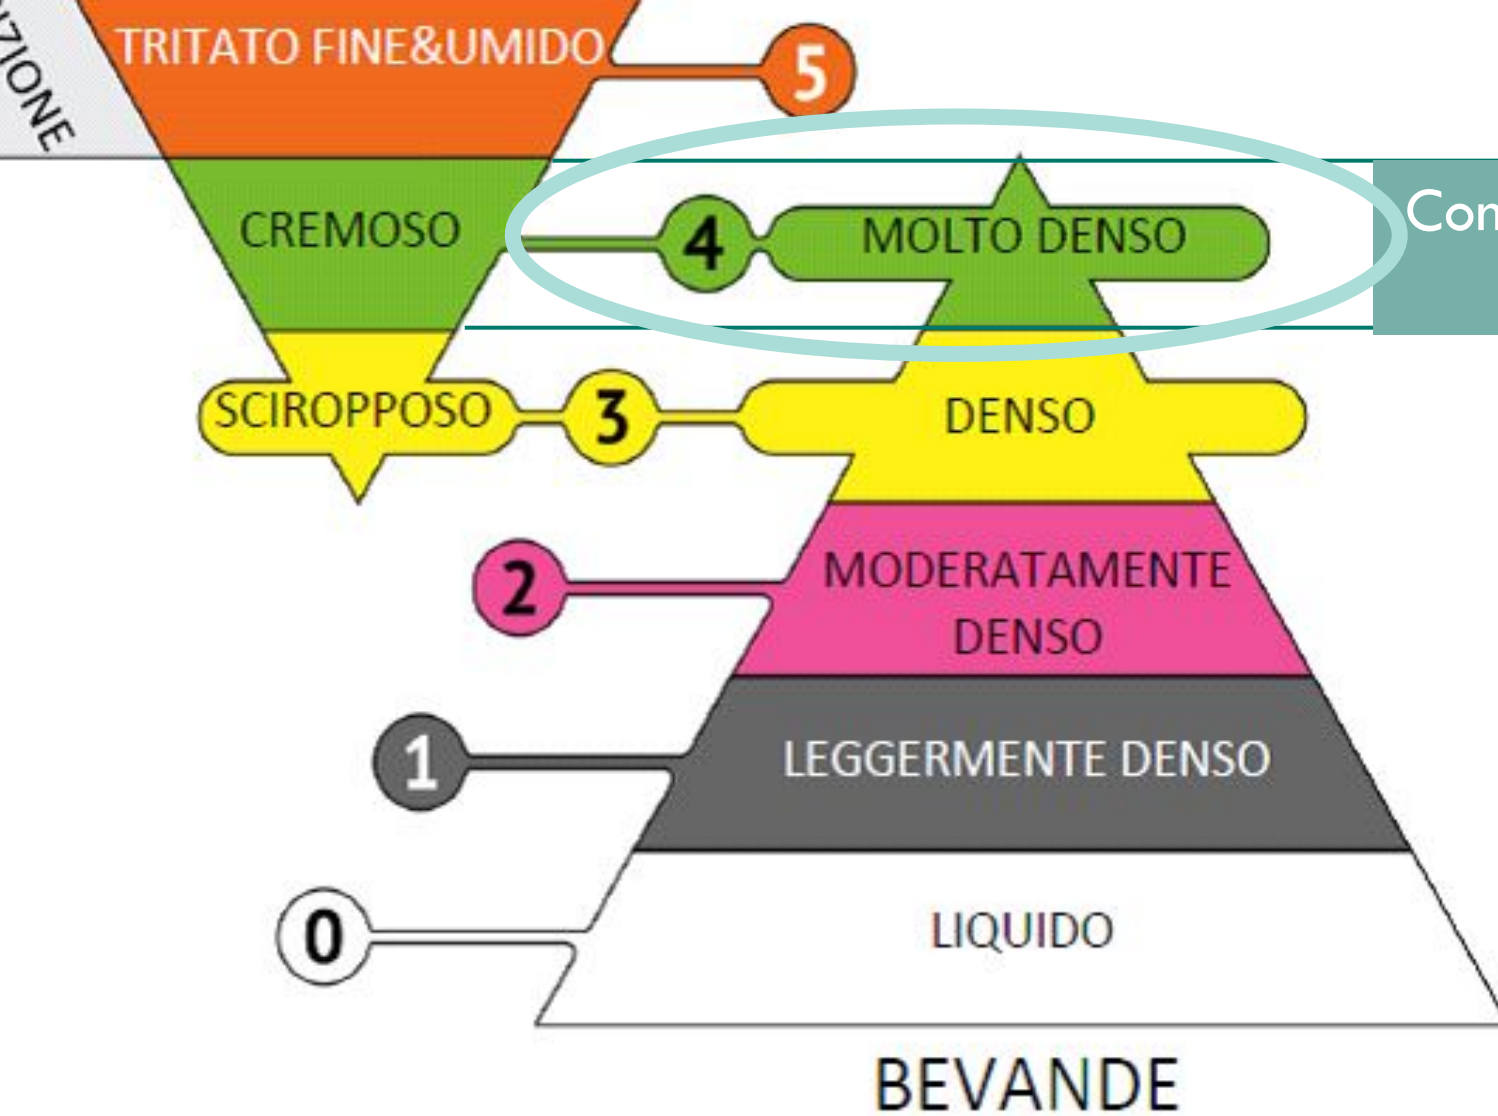 TRITATO FINE&UMIDO
5
CREMOSO
4
MOLTO DENSO
SCIROPPOSO
3
DENSO
2
MODERATAMENTE
DENSO
1
LEGGERMENTE DENSO
0
LIQUIDO
BEVANDE